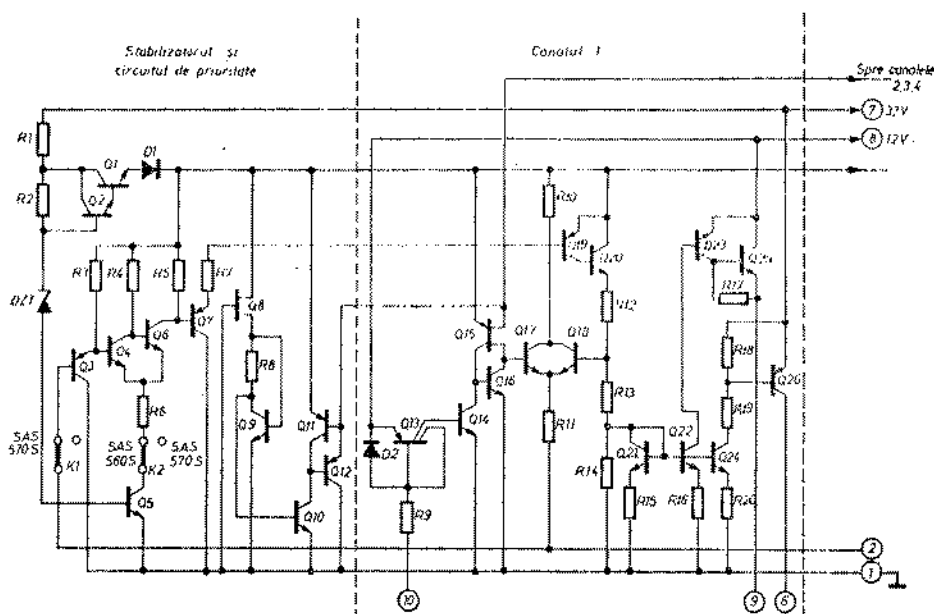 Stabilizatorul și
circuitul de prioritate
Canalul 1
Spre canalele
2,3,4
7 32V
8 12V
R1
Q1
D1
R2
Q2
R10
R3
R4
R5
R7
Q19
Q20
Q23
Q25
DZ1
Q8
R12
R17
Q6
Q7
Q15
Q17
Q18
Q3
Q4
Q16
R18
R8
R13
Q26
R6
Q9
Q11
Q13
Q14
R11
R19
SAS
570S
K1
SAS
560S
K2
SAS
570S
Q12
D2
R14
Q21
Q22
Q24
Q5
Q10
R9
R15
R16
R20
2
1
10
9
6